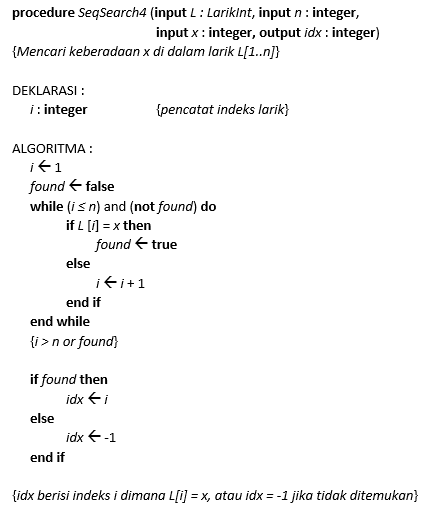 procedure SeqSearch4 (input L : LarikInt, input n : integer,
input x : integer, output idx : integer)
{Mencari keberadaan x di dalam larik L[1..n]}
DEKLARASI :
i : integer {pencatat indeks larik}
ALGORITMA :
i ← 1
found ← false
while (i ≤ n) and (not found) do
if L [i] = x then
found ← true
else
i ← i + 1
end if
end while
{i > n or found}
if found then
idx ← i
else
idx ← -1
end if
{idx berisi indeks i dimana L[i] = x, atau idx = -1 jika tidak ditemukan}